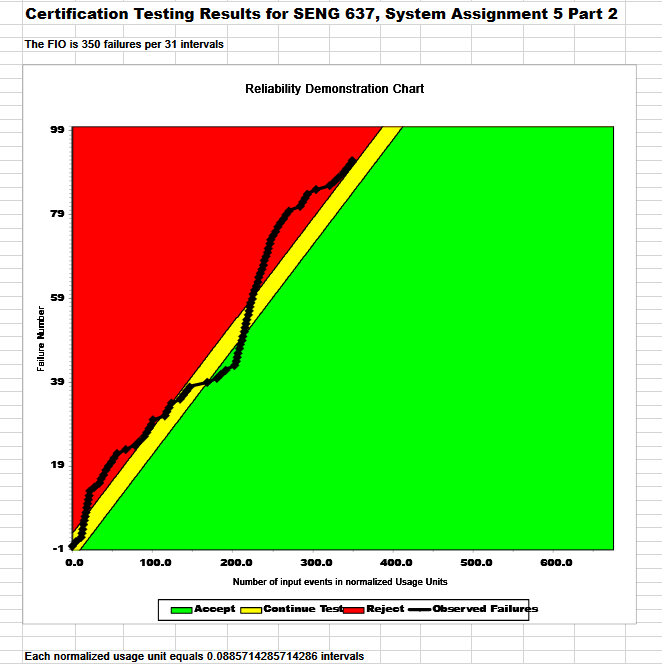 Certification Testing Results for SENG 637, System Assignment 5 Part 2
The FIO is 350 failures per 31 intervals
Reliability Demonstration Chart
99
79
59
39
19
-1
Failure Number
0.0 100.0 200.0 300.0 400.0 500.0 600.0
Number of input events in normalized Usage Units
Accept Continue Test Reject Observed Failures
Each normalized usage unit equals 0.0885714285714286 intervals